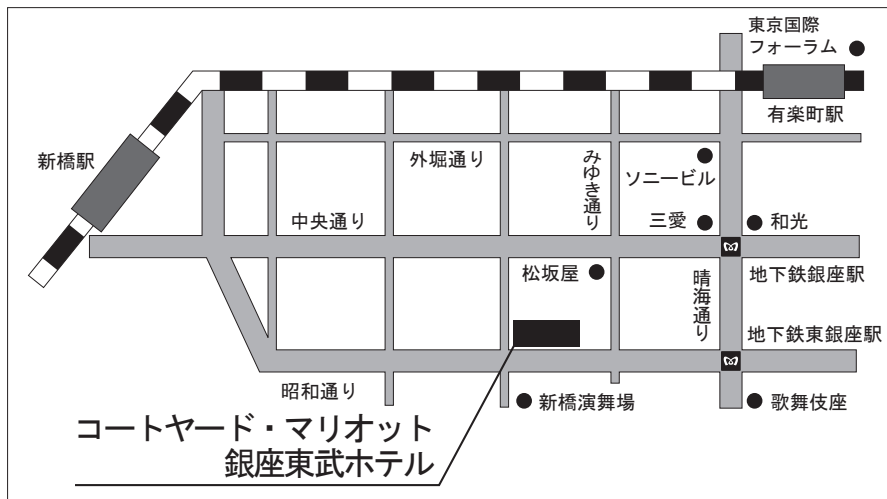 東京国際
フォーラム
有楽町駅
新橋駅
外堀通り
みゆき通り
ソニービル
中央通り
三愛
和光
松坂屋
晴海通り
地下鉄銀座駅
地下鉄東銀座駅
昭和通り
新橋演舞場
歌舞伎座
コートヤード・マリオット
銀座東武ホテル